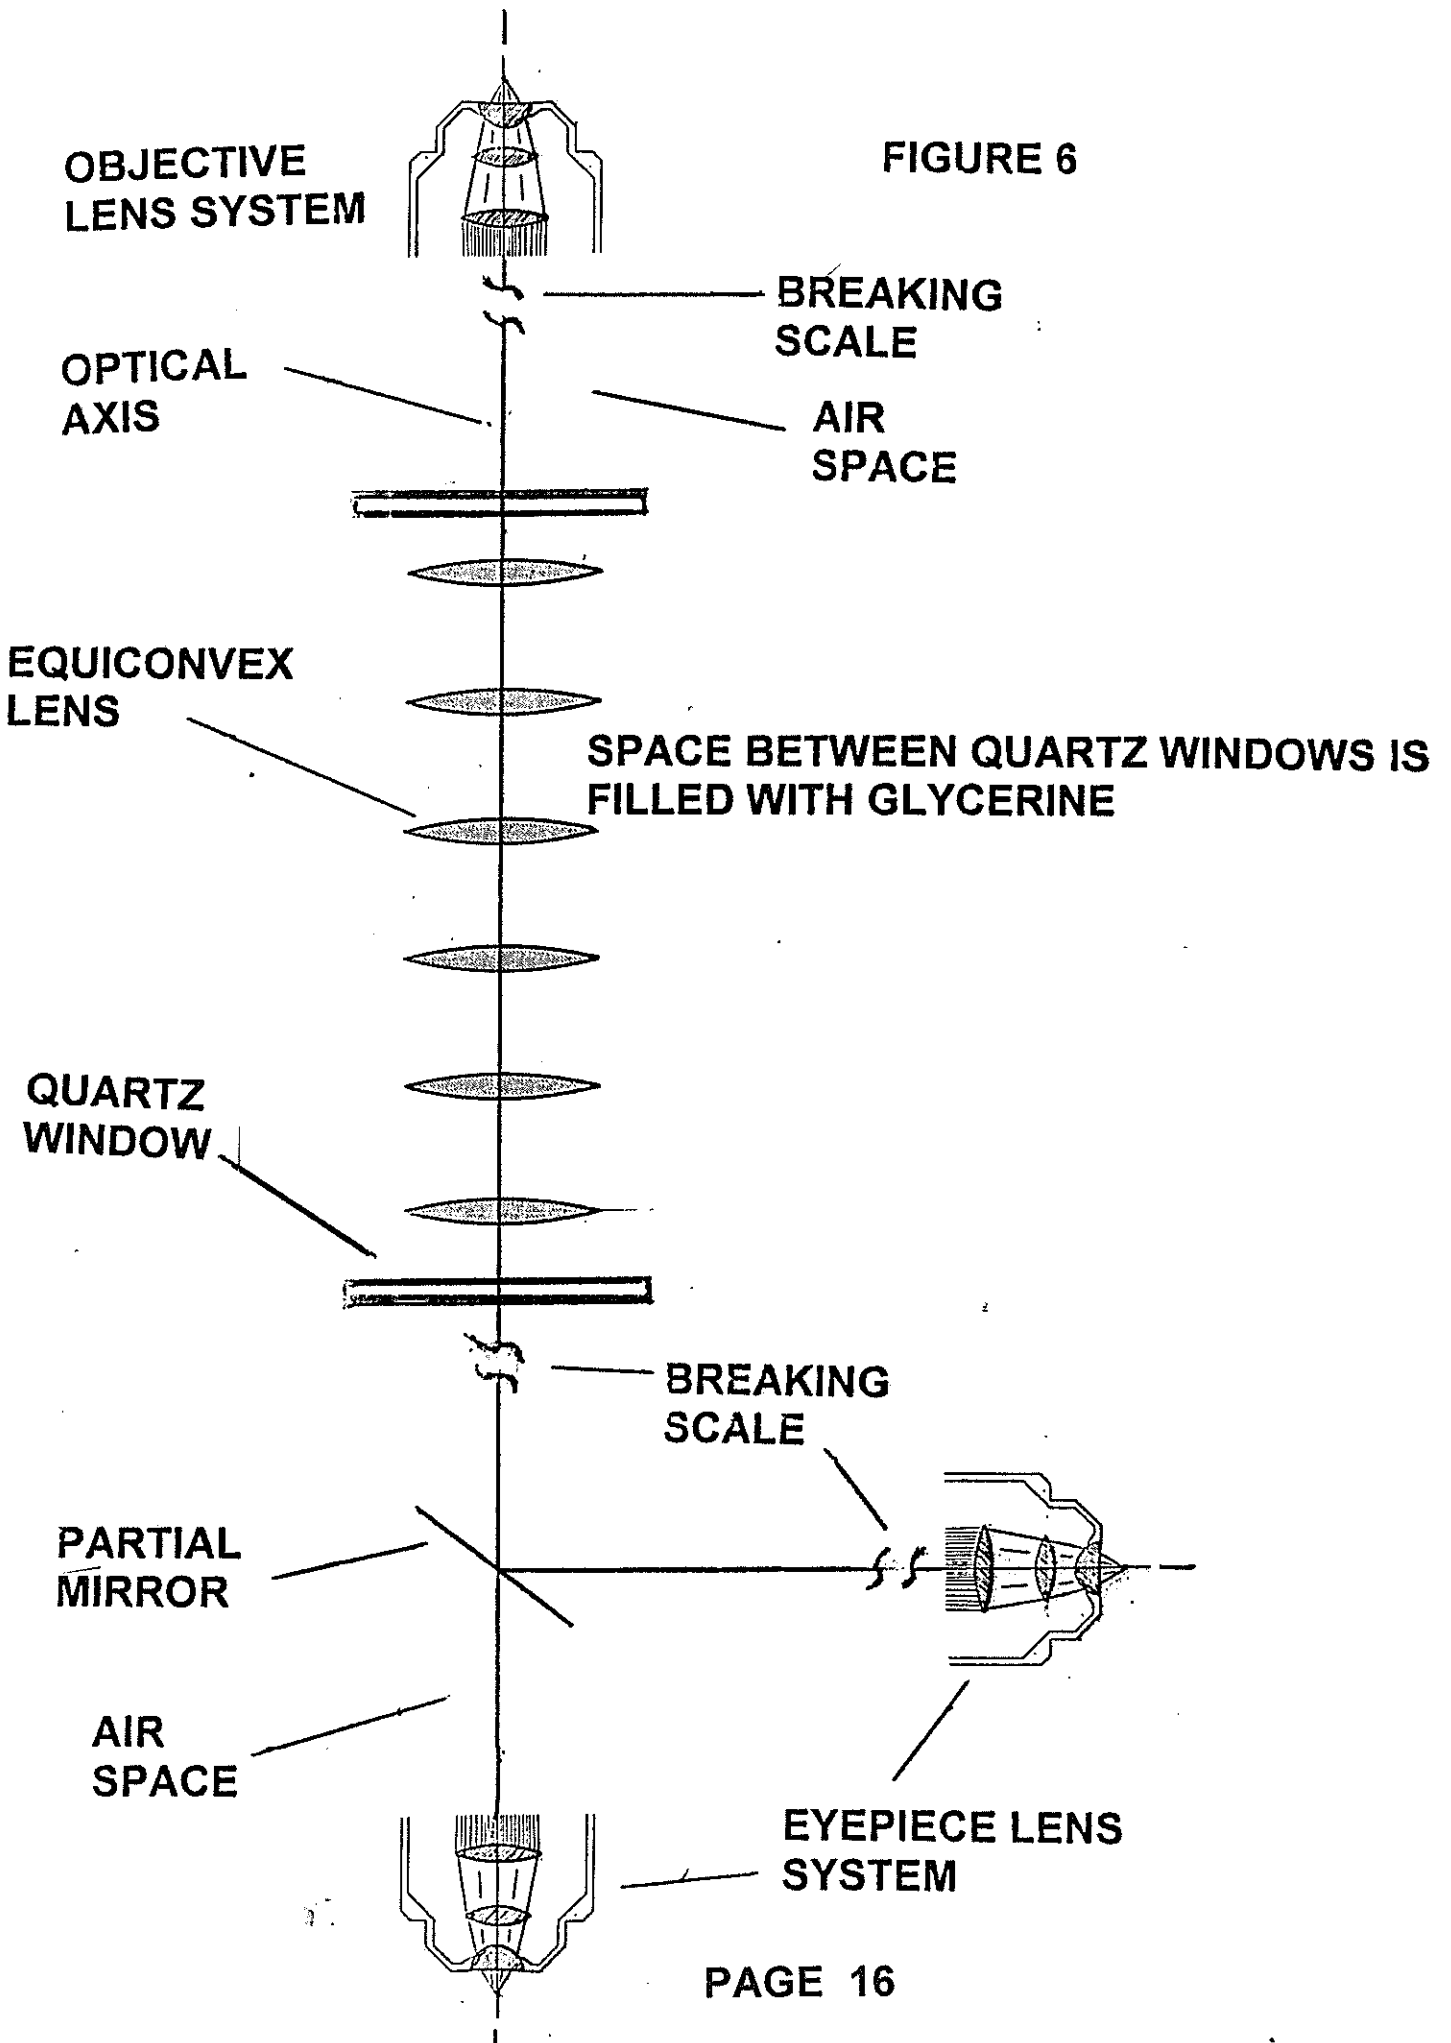 FIGURE 6
OBJECTIVE
LENS SYSTEM
BREAKING
SCALE
OPTICAL
AXIS
AIR
SPACE
EQUICONVEX
LENS
SPACE BETWEEN QUARTZ WINDOWS IS
FILLED WITH GLYCERINE
QUARTZ
WINDOW
BREAKING
SCALE
PARTIAL
MIRROR
AIR
SPACE
EYEPIECE LENS
SYSTEM
PAGE 16